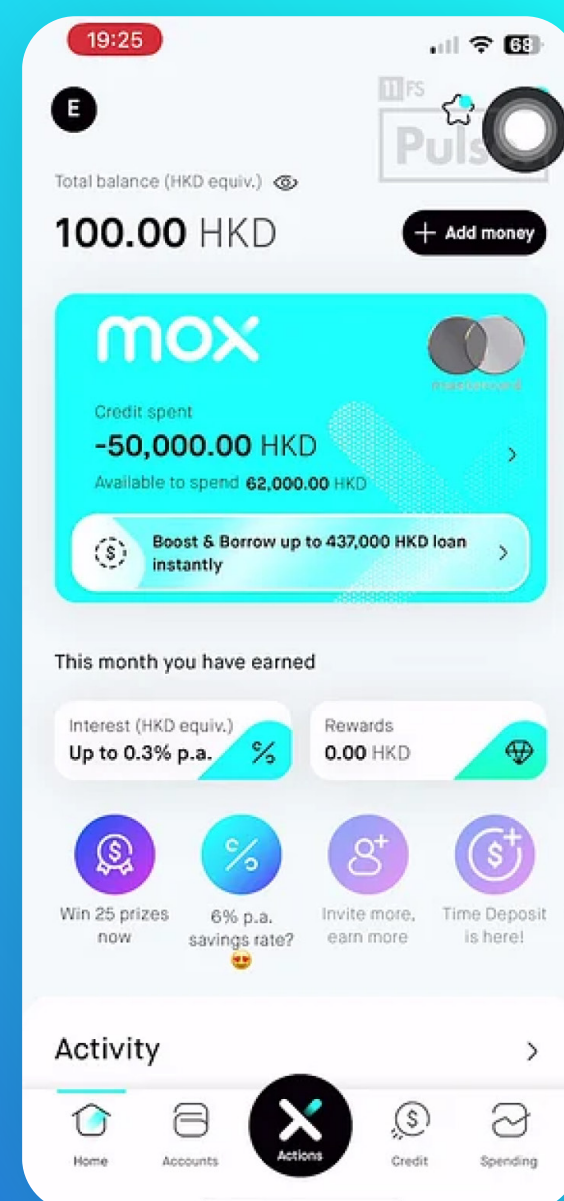 19:25
68
E
11 FS
Total balance (HKD equiv.)
100.00 HKD
+ Add money
mox
mastercard
Credit spent
-50,000.00 HKD
Available to spend 62,000.00 HKD
Boost & Borrow up to 437,000 HKD loan
instantly
This month you have earned
Interest (HKD equiv.)
Up to 0.3% p.a.
Rewards
0.00 HKD
Win 25 prizes
now
6% p.a.
savings rate?
😍
Invite more,
earn more
Time Deposit
is here!
Activity
Home
Accounts
Actions
Credit
Spending